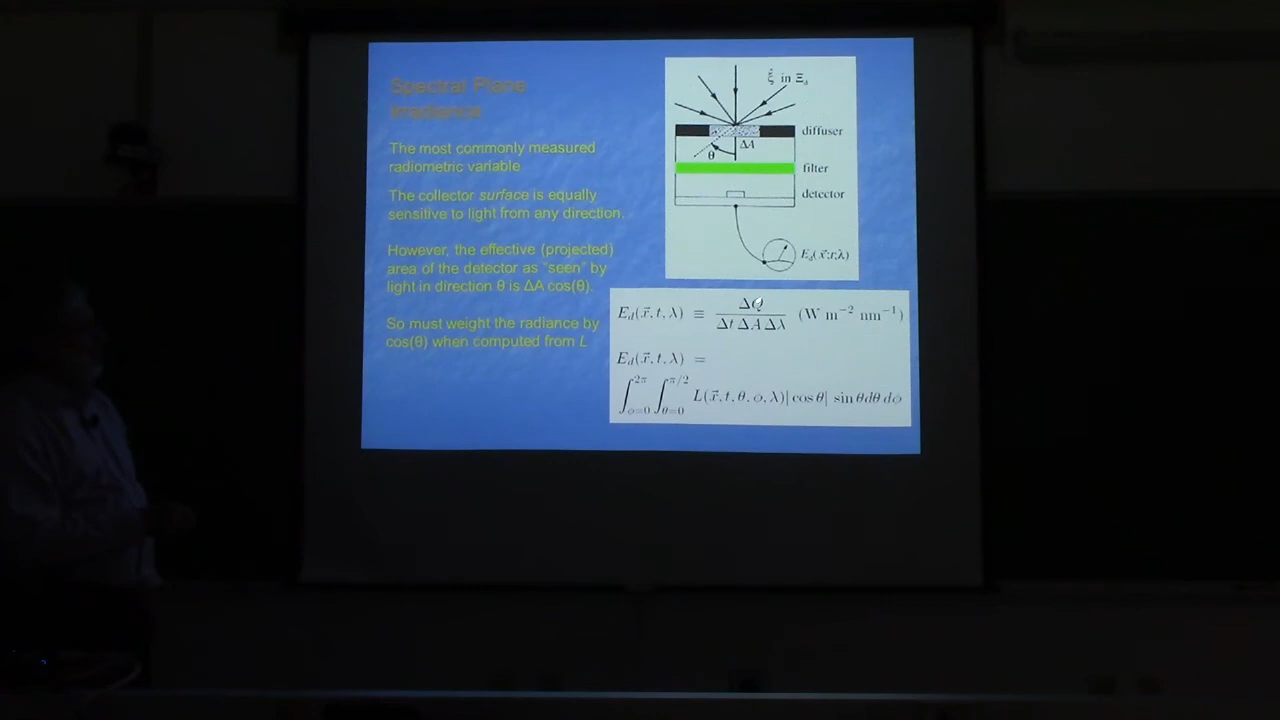 Spectral Plane
Irradiance
The most commonly measured
radiometric variable
The collector surface is equally
sensitive to light from any direction.
However, the effective (projected)
area of the detector as "seen" by
light in direction θ is ΔA cos(θ).
So must weight the radiance by
cos(θ) when computed from L
ξ̂ in Ξd
diffuser
ΔA
θ
filter
detector
Ed(x⃗;t;λ)
Ed(x⃗, t, λ) ≡ ΔQ / Δt ΔA Δλ (W m⁻² nm⁻¹)
Ed(x⃗, t, λ) =
∫φ=0^2π ∫θ=0^π/2 L(x⃗, t, θ, φ, λ)| cos θ| sin θdθ dφ